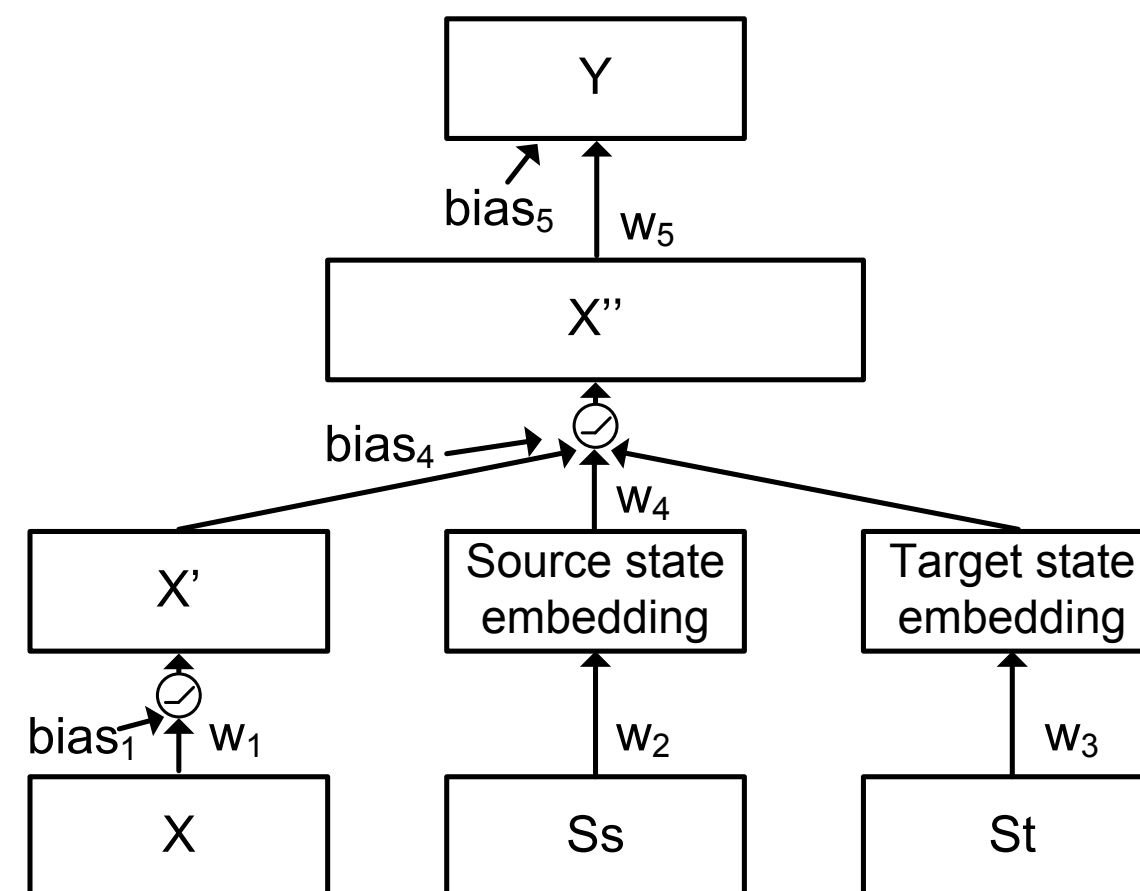 Y
bias₅
w₅
X’’
bias₄
w₄
X’
Source state
embedding
Target state
embedding
bias₁
w₁
w₂
w₃
X
Ss
St